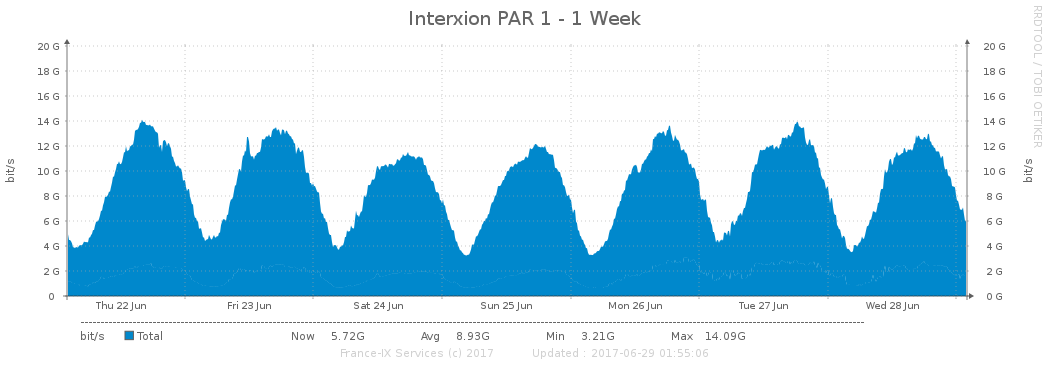 Interxion PAR 1 - 1 Week
RRDTOOL / TOBI OETIKER
bit/s
20 G 20 G
18 G 18 G
16 G 16 G
14 G 14 G
12 G 12 G
10 G 10 G
8 G 8 G
6 G 6 G
4 G 4 G
2 G 2 G
0 0 G
bit/s
Thu 22 Jun Fri 23 Jun Sat 24 Jun Sun 25 Jun Mon 26 Jun Tue 27 Jun Wed 28 Jun
bit/s Total Now 5.72G Avg 8.93G Min 3.21G Max 14.09G
France-IX Services (c) 2017 Updated : 2017-06-29 01:55:06